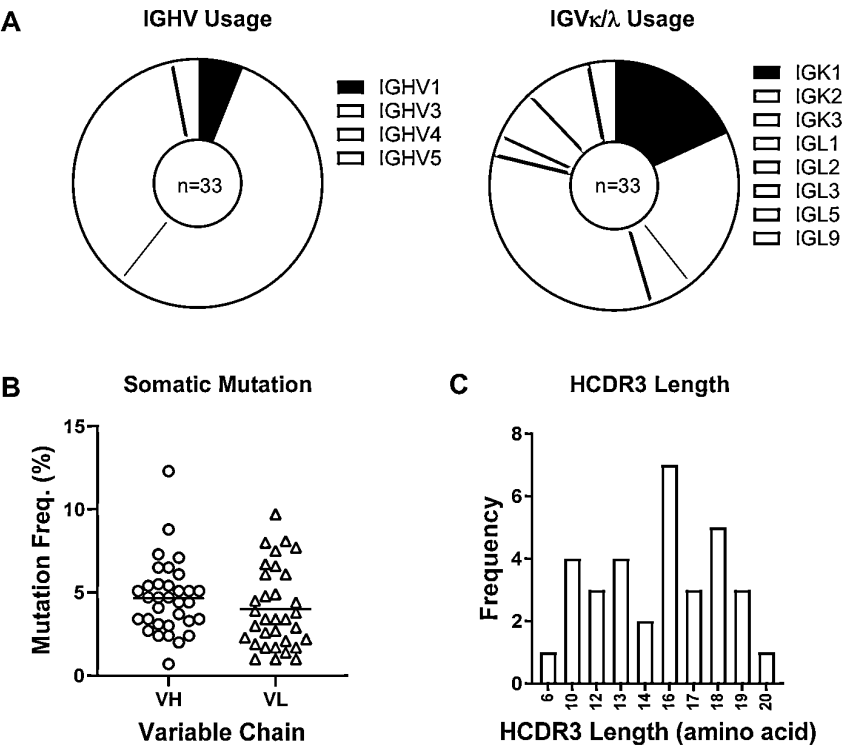 A
IGHV Usage
IGVκ/λ Usage
n=33
IGHV1
IGHV3
IGHV4
IGHV5
n=33
IGK1
IGK2
IGK3
IGL1
IGL2
IGL3
IGL5
IGL9
B
Somatic Mutation
Mutation Freq. (%)
15
10
5
0
VH
VL
Variable Chain
C
HCDR3 Length
Frequency
8
6
4
2
0
6
10
12
13
14
16
17
18
19
20
HCDR3 Length (amino acid)